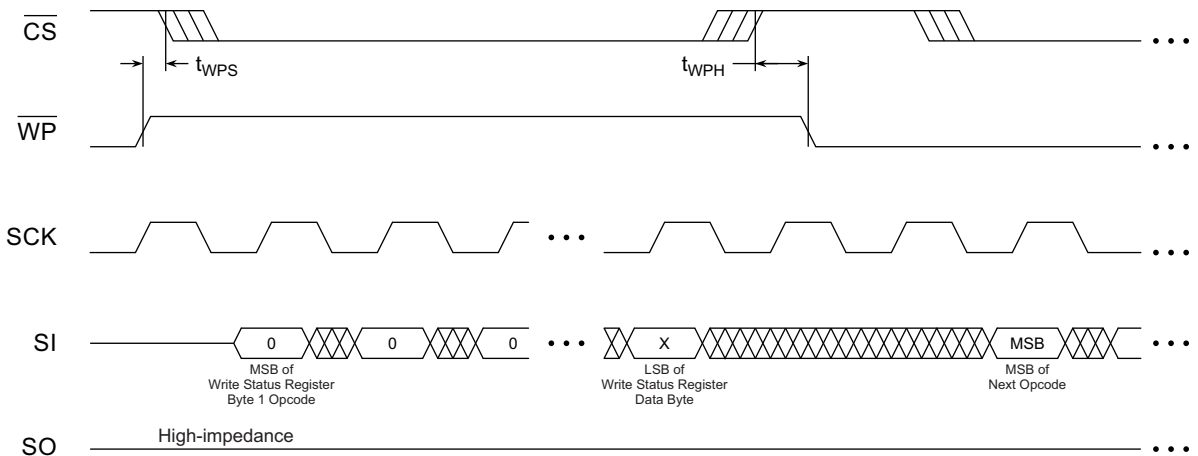 CS
tWPS
tWPH
WP
SCK
SI
0
0
0
X
MSB
MSB of
Write Status Register
Byte 1 Opcode
LSB of
Write Status Register
Data Byte
MSB of
Next Opcode
SO
High-impedance